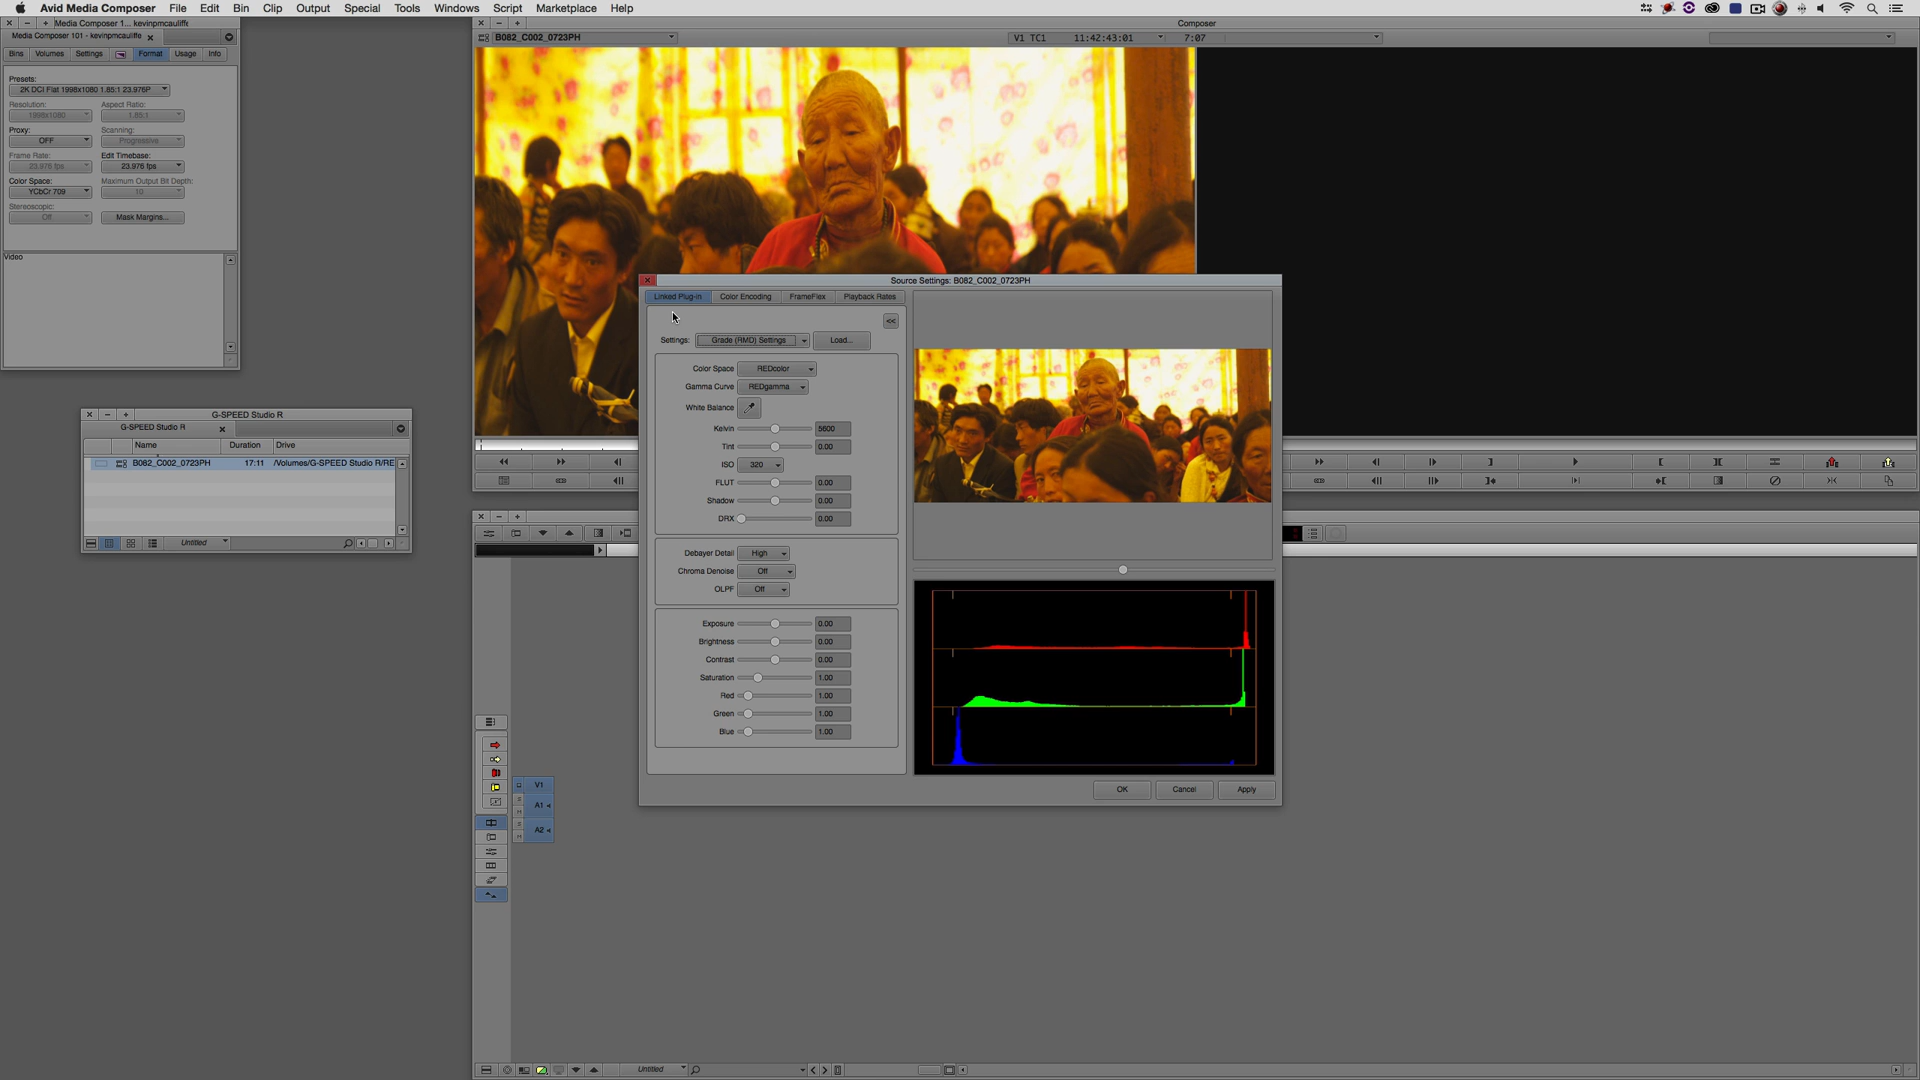 Avid Media Composer File Edit Bin Clip Output Special Tools Windows Script Marketplace Help
Media Composer 1... kevinpmcauliffe
Media Composer 101 - kevinpmcauliffe
Bins Volumes Settings Format Usage Info
Presets:
2K DCI Flat 1998x1080 1.85:1 23.976P
Resolution: Aspect Ratio:
1998x1080 1.85:1
Proxy: Scanning:
OFF Progressive
Frame Rate: Edit Timebase:
23.976 fps 23.976 fps
Color Space: Maximum Output Bit Depth:
YCbCr 709 10
Stereoscopic:
Off Mask Margins...
Video
G-SPEED Studio R
G-SPEED Studio R
Name Duration Drive
B082_C002_0723PH 17:11 /Volumes/G-SPEED Studio R/RE
Untitled
Composer
B082_C002_0723PH V1 TC1 11:42:43:01 7:07
Source Settings: B082_C002_0723PH
Linked Plug-in Color Encoding FrameFlex Playback Rates
<<
Settings: Grade (RMD) Settings Load...
Color Space REDcolor
Gamma Curve REDgamma
White Balance
Kelvin 5600
Tint 0.00
ISO 320
FLUT 0.00
Shadow 0.00
DRX 0.00
Debayer Detail High
Chroma Denoise Off
OLPF Off
Exposure 0.00
Brightness 0.00
Contrast 0.00
Saturation 1.00
Red 1.00
Green 1.00
Blue 1.00
OK Cancel Apply
V1
A1
A2
Untitled